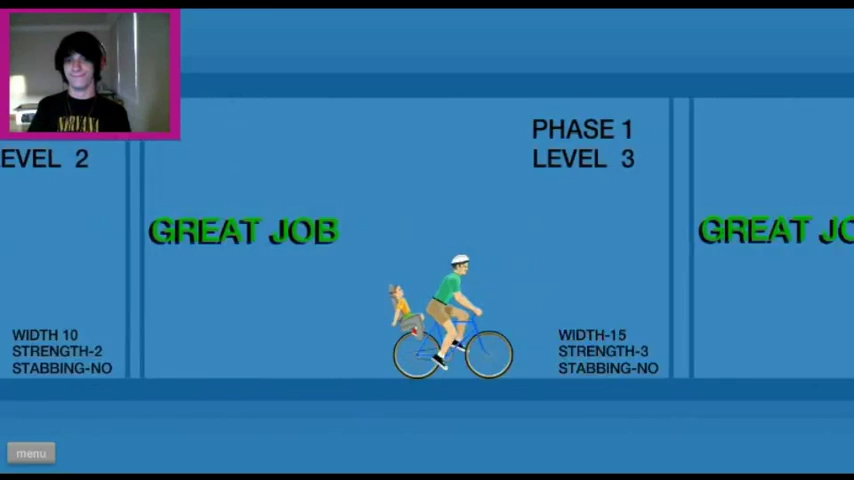 NIRVANA
EVEL 2
PHASE 1
LEVEL 3
GREAT JOB
GREAT JO
WIDTH 10
STRENGTH-2
STABBING-NO
WIDTH-15
STRENGTH-3
STABBING-NO
menu